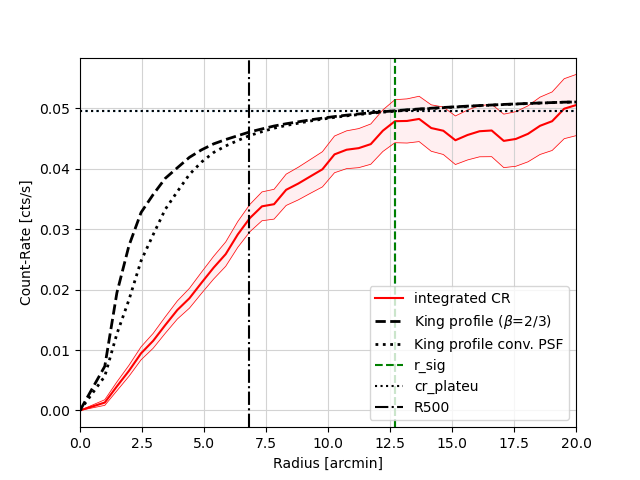 0.05
0.04
0.03
0.02
0.01
0.00
Count-Rate [cts/s]
integrated CR
King profile (β=2/3)
King profile conv. PSF
r_sig
cr_plateu
R500
0.0 2.5 5.0 7.5 10.0 12.5 15.0 17.5 20.0
Radius [arcmin]